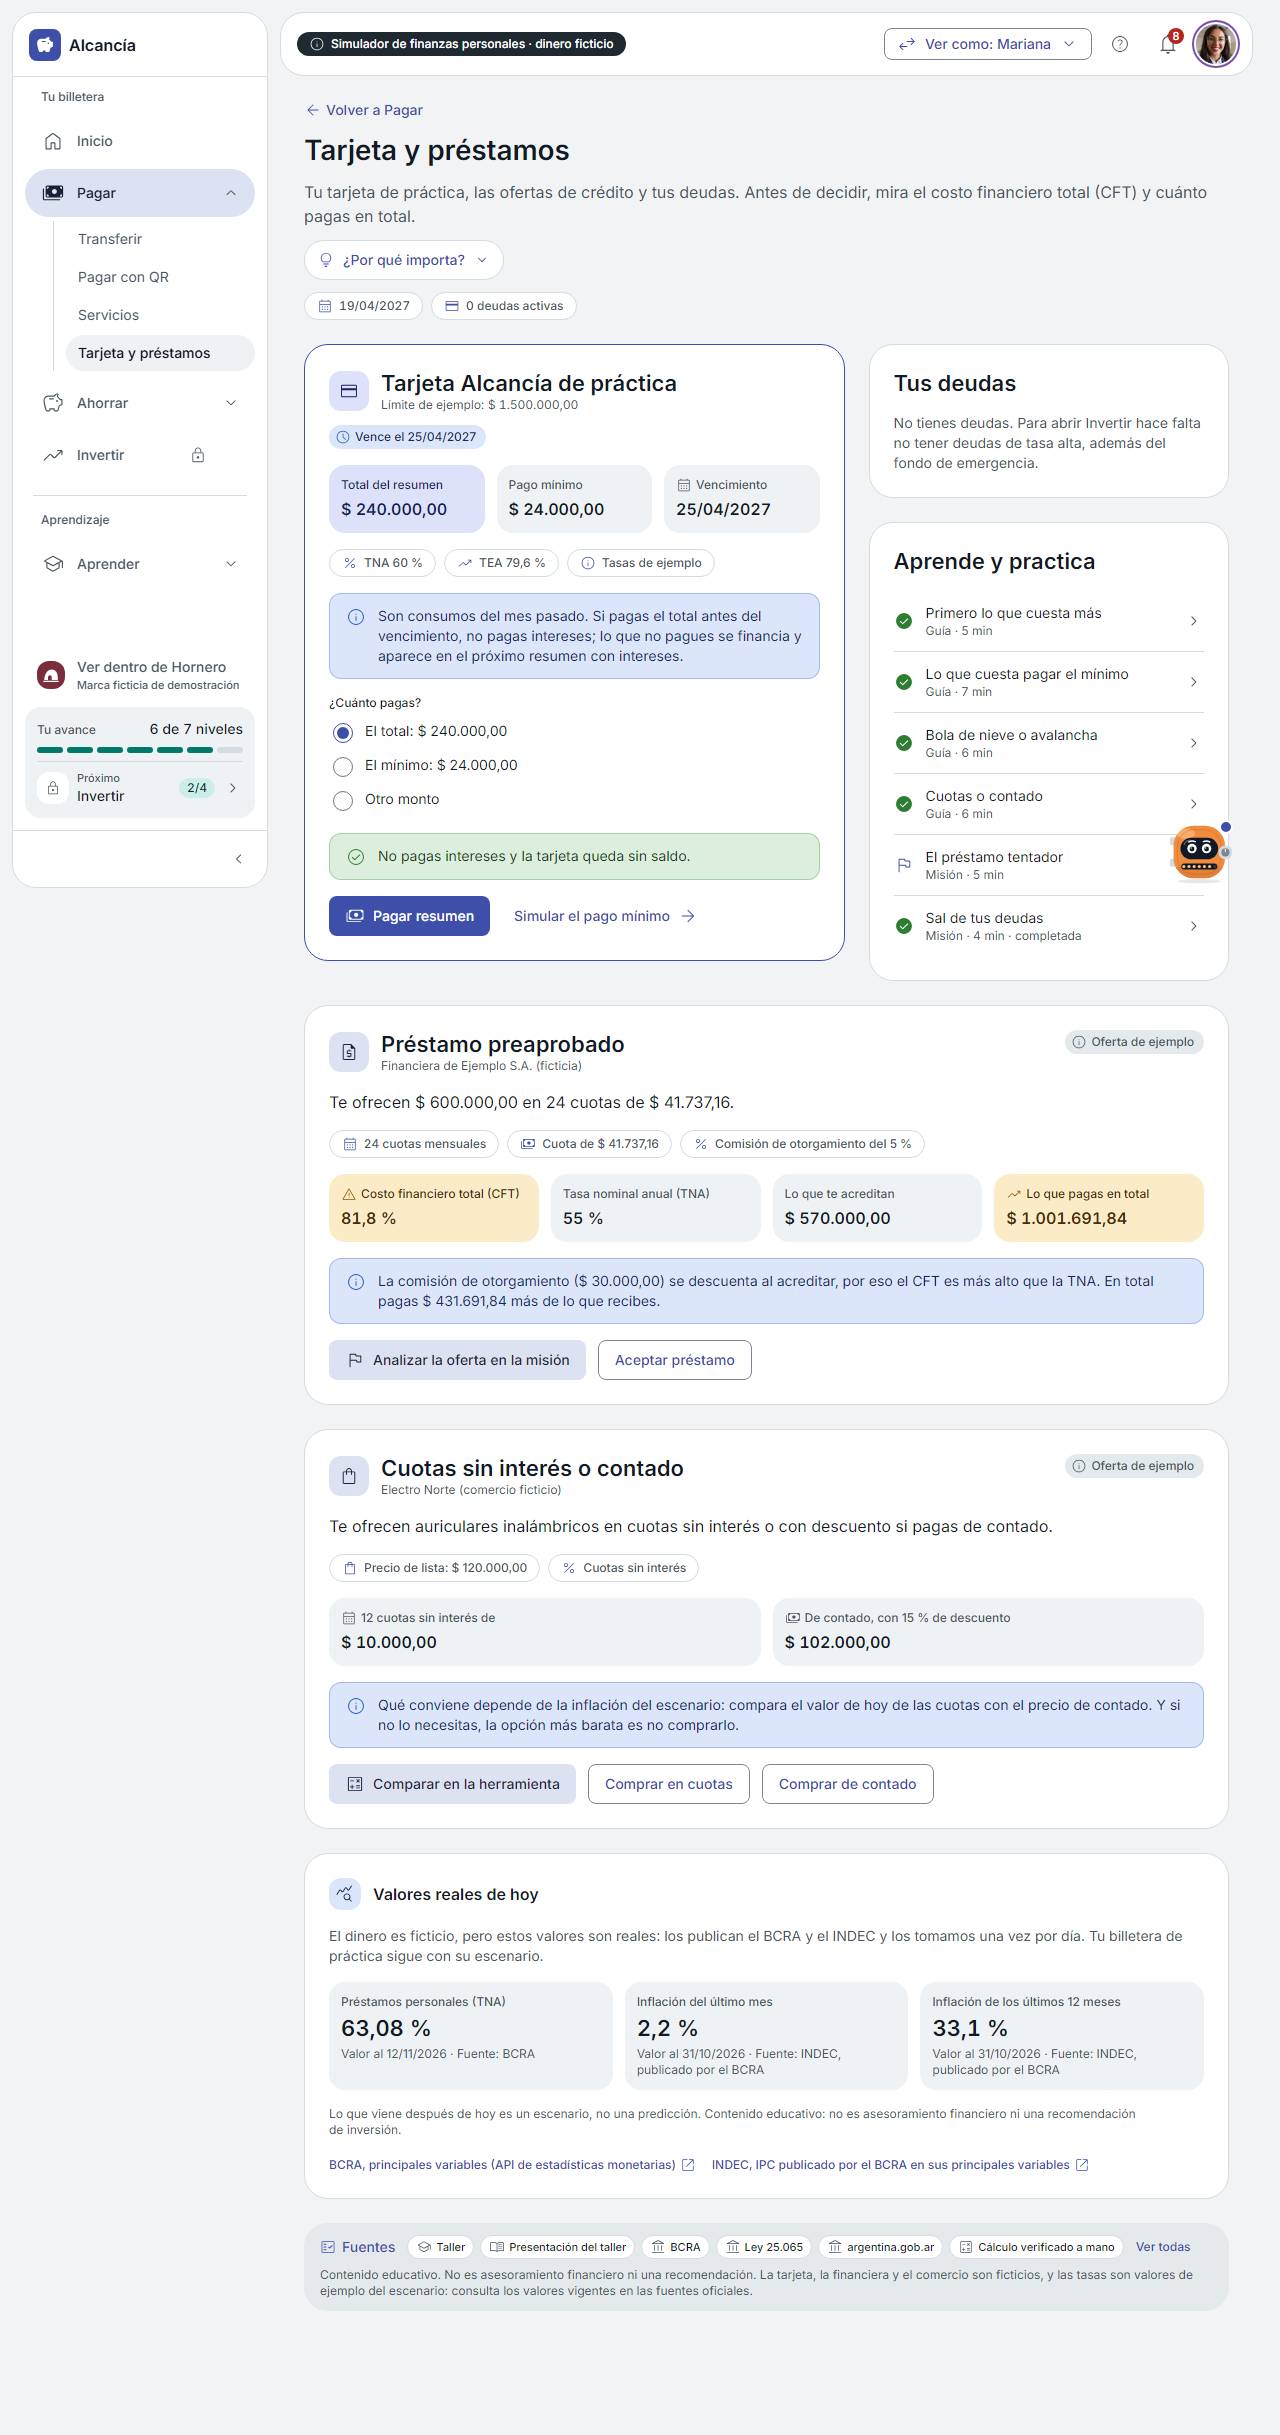 Alcancía
Tu billetera
Inicio
Pagar
Transferir
Pagar con QR
Servicios
Tarjeta y préstamos
Ahorrar
Invertir
Aprendizaje
Aprender
Ver dentro de Hornero
Marca ficticia de demostración
Tu avance
6 de 7 niveles
Próximo
Invertir
2/4
Simulador de finanzas personales · dinero ficticio
Ver como: Mariana
8
Volver a Pagar
Tarjeta y préstamos
Tu tarjeta de práctica, las ofertas de crédito y tus deudas. Antes de decidir, mira el costo financiero total (CFT) y cuánto
pagas en total.
¿Por qué importa?
19/04/2027
0 deudas activas
Tarjeta Alcancía de práctica
Límite de ejemplo: $ 1.500.000,00
Vence el 25/04/2027
Total del resumen
$ 240.000,00
Pago mínimo
$ 24.000,00
Vencimiento
25/04/2027
TNA 60 %
TEA 79,6 %
Tasas de ejemplo
Son consumos del mes pasado. Si pagas el total antes del
vencimiento, no pagas intereses; lo que no pagues se financia y
aparece en el próximo resumen con intereses.
¿Cuánto pagas?
El total: $ 240.000,00
El mínimo: $ 24.000,00
Otro monto
No pagas intereses y la tarjeta queda sin saldo.
Pagar resumen
Simular el pago mínimo
Tus deudas
No tienes deudas. Para abrir Invertir hace falta
no tener deudas de tasa alta, además del
fondo de emergencia.
Aprende y practica
Primero lo que cuesta más
Guía · 5 min
Lo que cuesta pagar el mínimo
Guía · 7 min
Bola de nieve o avalancha
Guía · 6 min
Cuotas o contado
Guía · 6 min
El préstamo tentador
Misión · 5 min
Sal de tus deudas
Misión · 4 min · completada
Préstamo preaprobado
Financiera de Ejemplo S.A. (ficticia)
Oferta de ejemplo
Te ofrecen $ 600.000,00 en 24 cuotas de $ 41.737,16.
24 cuotas mensuales
Cuota de $ 41.737,16
Comisión de otorgamiento del 5 %
Costo financiero total (CFT)
81,8 %
Tasa nominal anual (TNA)
55 %
Lo que te acreditan
$ 570.000,00
Lo que pagas en total
$ 1.001.691,84
La comisión de otorgamiento ($ 30.000,00) se descuenta al acreditar, por eso el CFT es más alto que la TNA. En total
pagas $ 431.691,84 más de lo que recibes.
Analizar la oferta en la misión
Aceptar préstamo
Cuotas sin interés o contado
Electro Norte (comercio ficticio)
Oferta de ejemplo
Te ofrecen auriculares inalámbricos en cuotas sin interés o con descuento si pagas de contado.
Precio de lista: $ 120.000,00
Cuotas sin interés
12 cuotas sin interés de
$ 10.000,00
De contado, con 15 % de descuento
$ 102.000,00
Qué conviene depende de la inflación del escenario: compara el valor de hoy de las cuotas con el precio de contado. Y si
no lo necesitas, la opción más barata es no comprarlo.
Comparar en la herramienta
Comprar en cuotas
Comprar de contado
Valores reales de hoy
El dinero es ficticio, pero estos valores son reales: los publican el BCRA y el INDEC y los tomamos una vez por día. Tu billetera de
práctica sigue con su escenario.
Préstamos personales (TNA)
63,08 %
Valor al 12/11/2026 · Fuente: BCRA
Inflación del último mes
2,2 %
Valor al 31/10/2026 · Fuente: INDEC,
publicado por el BCRA
Inflación de los últimos 12 meses
33,1 %
Valor al 31/10/2026 · Fuente: INDEC,
publicado por el BCRA
Lo que viene después de hoy es un escenario, no una predicción. Contenido educativo: no es asesoramiento financiero ni una recomendación
de inversión.
BCRA, principales variables (API de estadísticas monetarias)
INDEC, IPC publicado por el BCRA en sus principales variables
Fuentes
Taller
Presentación del taller
BCRA
Ley 25.065
argentina.gob.ar
Cálculo verificado a mano
Ver todas
Contenido educativo. No es asesoramiento financiero ni una recomendación. La tarjeta, la financiera y el comercio son ficticios, y las tasas son valores de
ejemplo del escenario: consulta los valores vigentes en las fuentes oficiales.